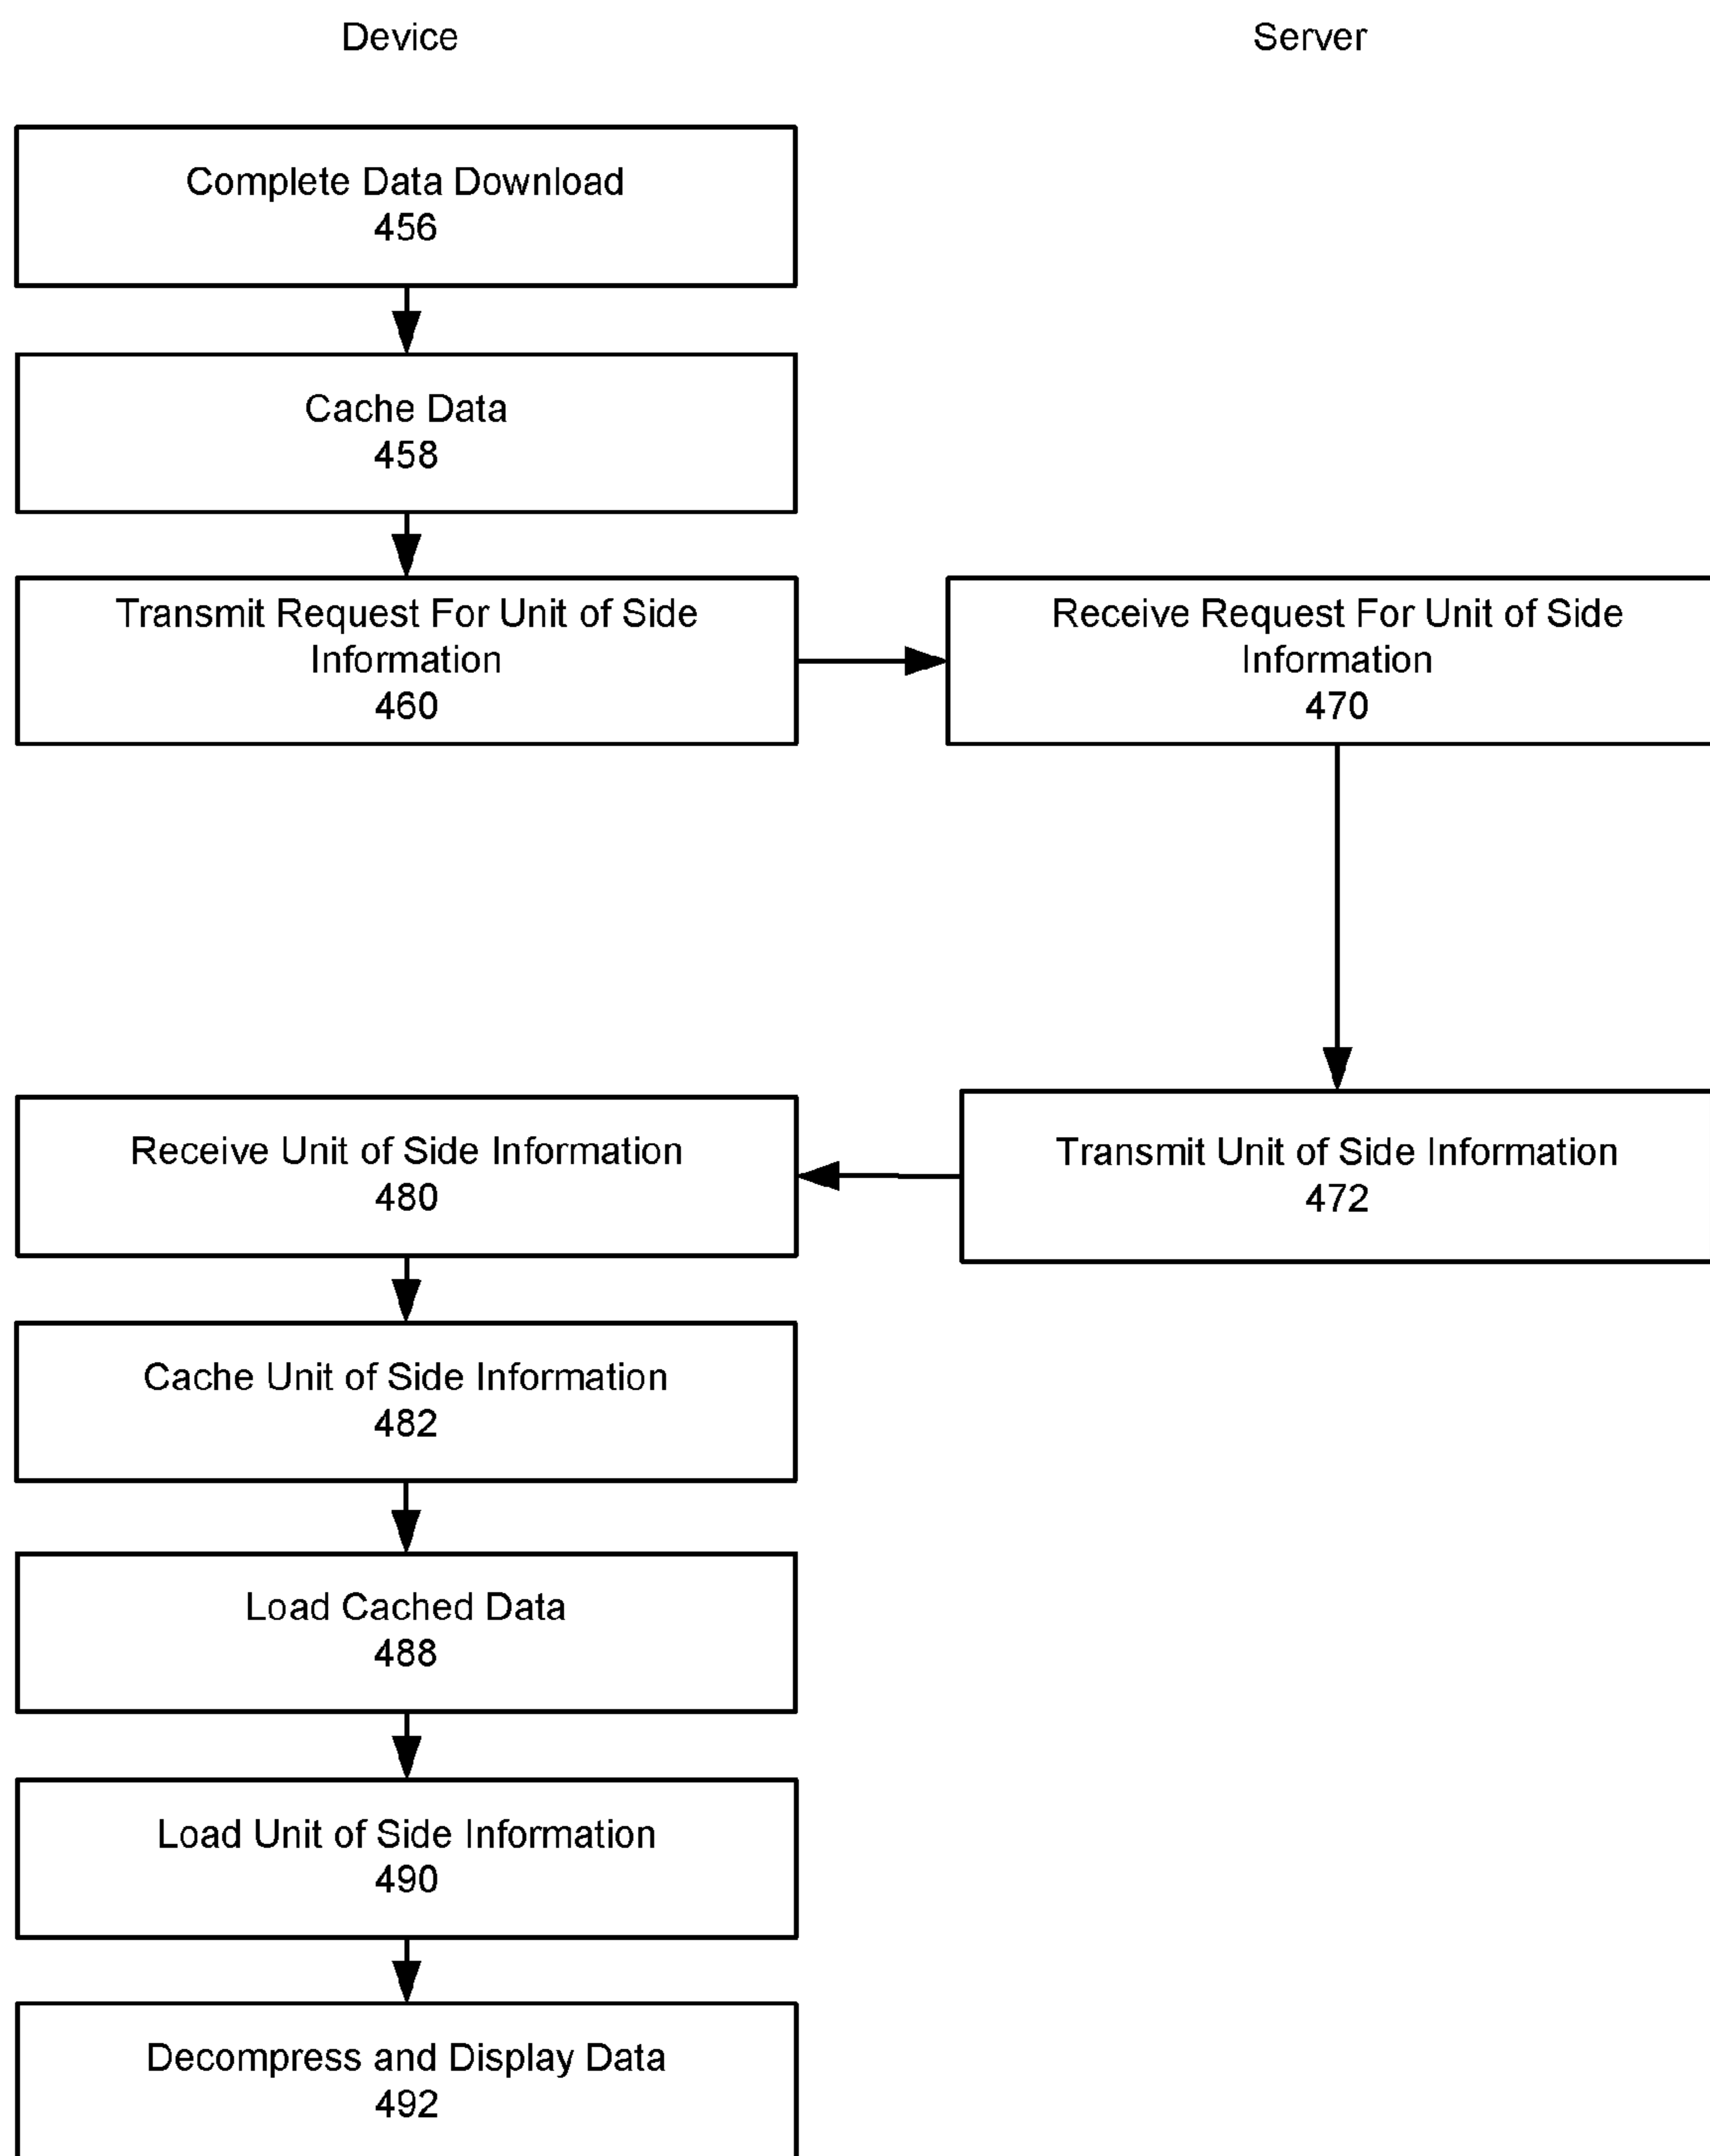 Device
Server
Complete Data Download
456
Cache Data
458
Transmit Request For Unit of Side
Information
460
Receive Request For Unit of Side
Information
470
Receive Unit of Side Information
480
Transmit Unit of Side Information
472
Cache Unit of Side Information
482
Load Cached Data
488
Load Unit of Side Information
490
Decompress and Display Data
492